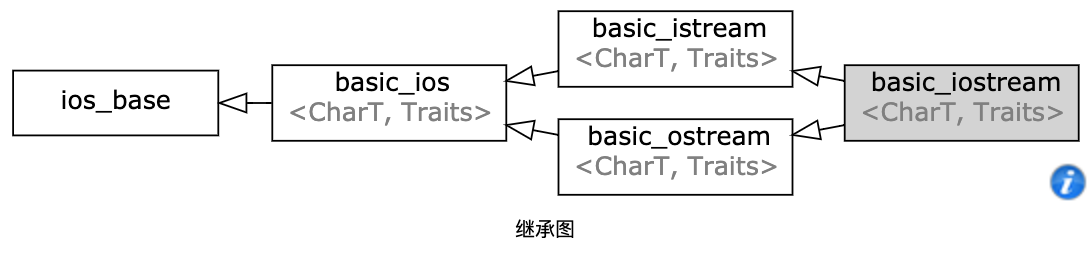 ios_base
basic_ios
<CharT, Traits>
basic_istream
<CharT, Traits>
basic_ostream
<CharT, Traits>
basic_iostream
<CharT, Traits>
i
继承图